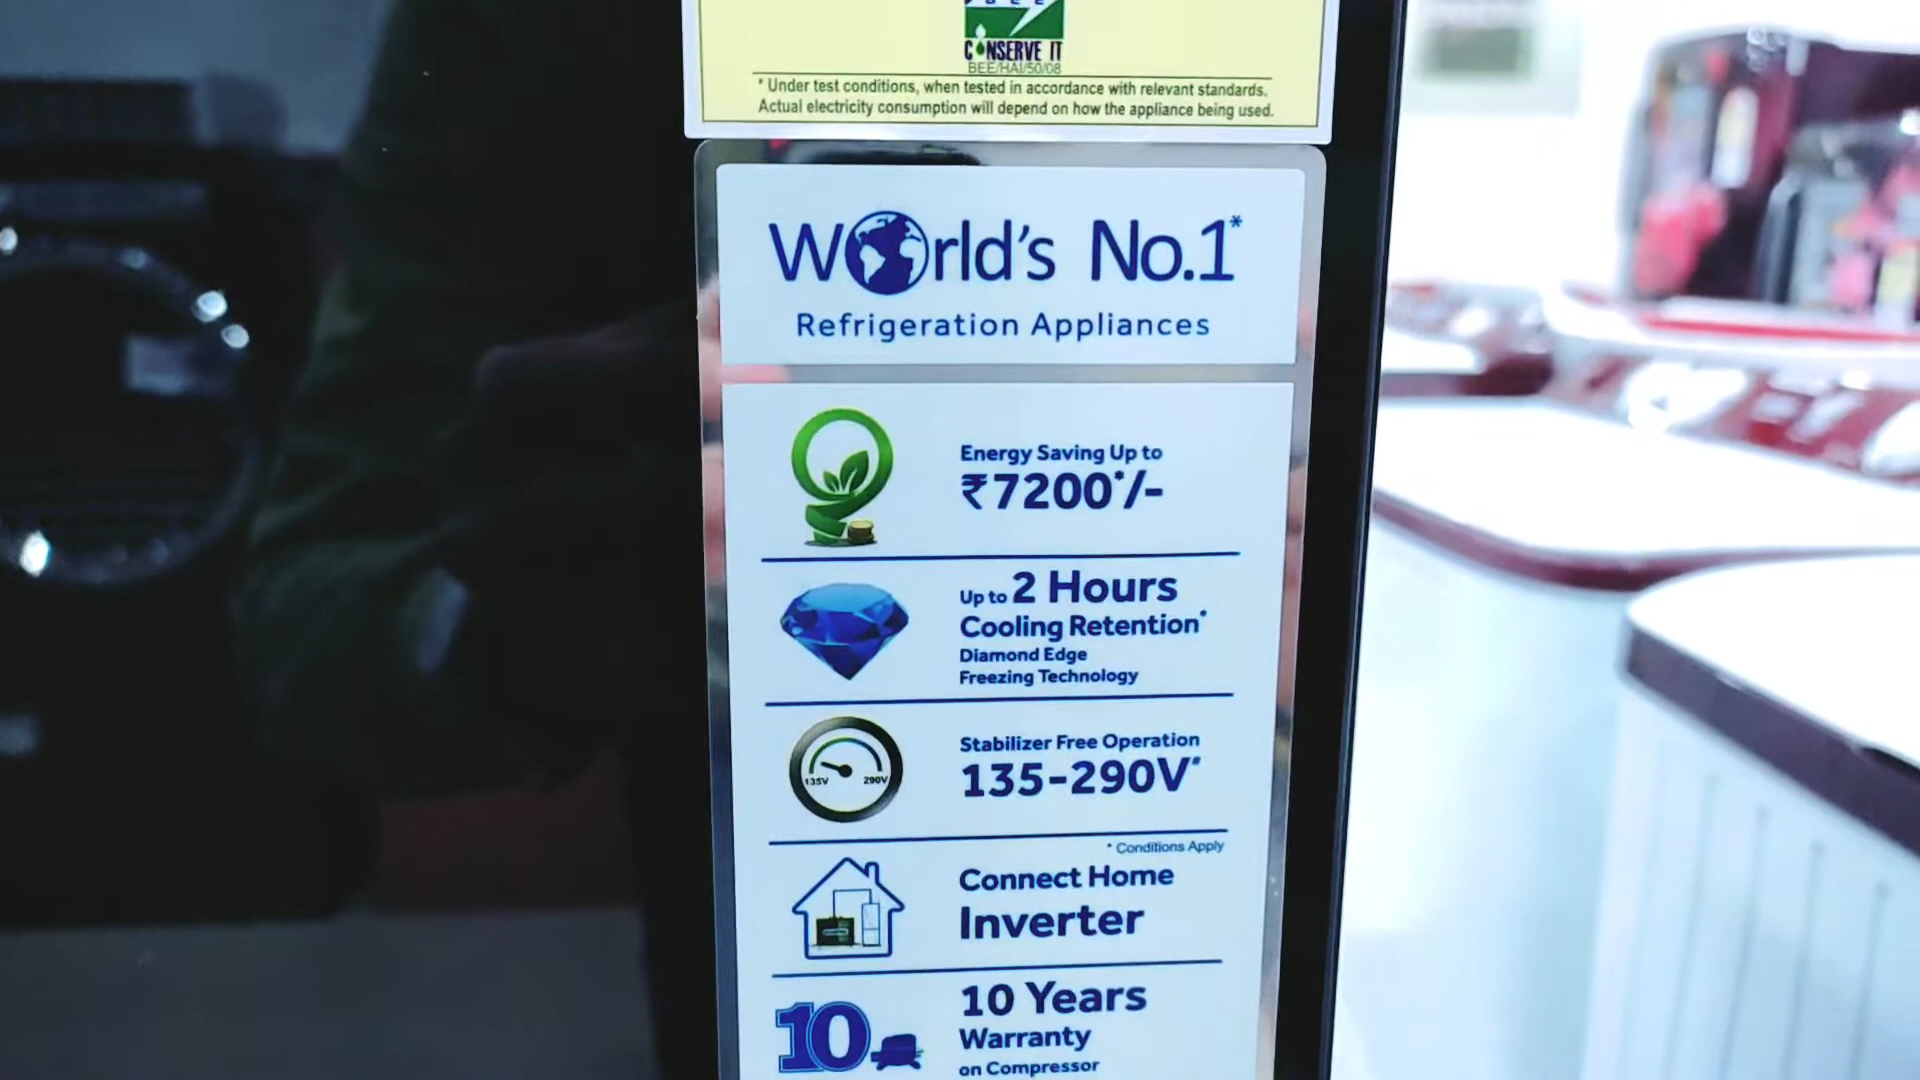 CONSERVE IT
BEE/HAI/50/08
* Under test conditions, when tested in accordance with relevant standards.
Actual electricity consumption will depend on how the appliance being used.
World's No.1*
Refrigeration Appliances
Energy Saving Up to
₹7200*/-
Up to 2 Hours
Cooling Retention*
Diamond Edge
Freezing Technology
Stabilizer Free Operation
135-290V*
135V 290V
* Conditions Apply
Connect Home
Inverter
10 Years
Warranty
on Compressor
10